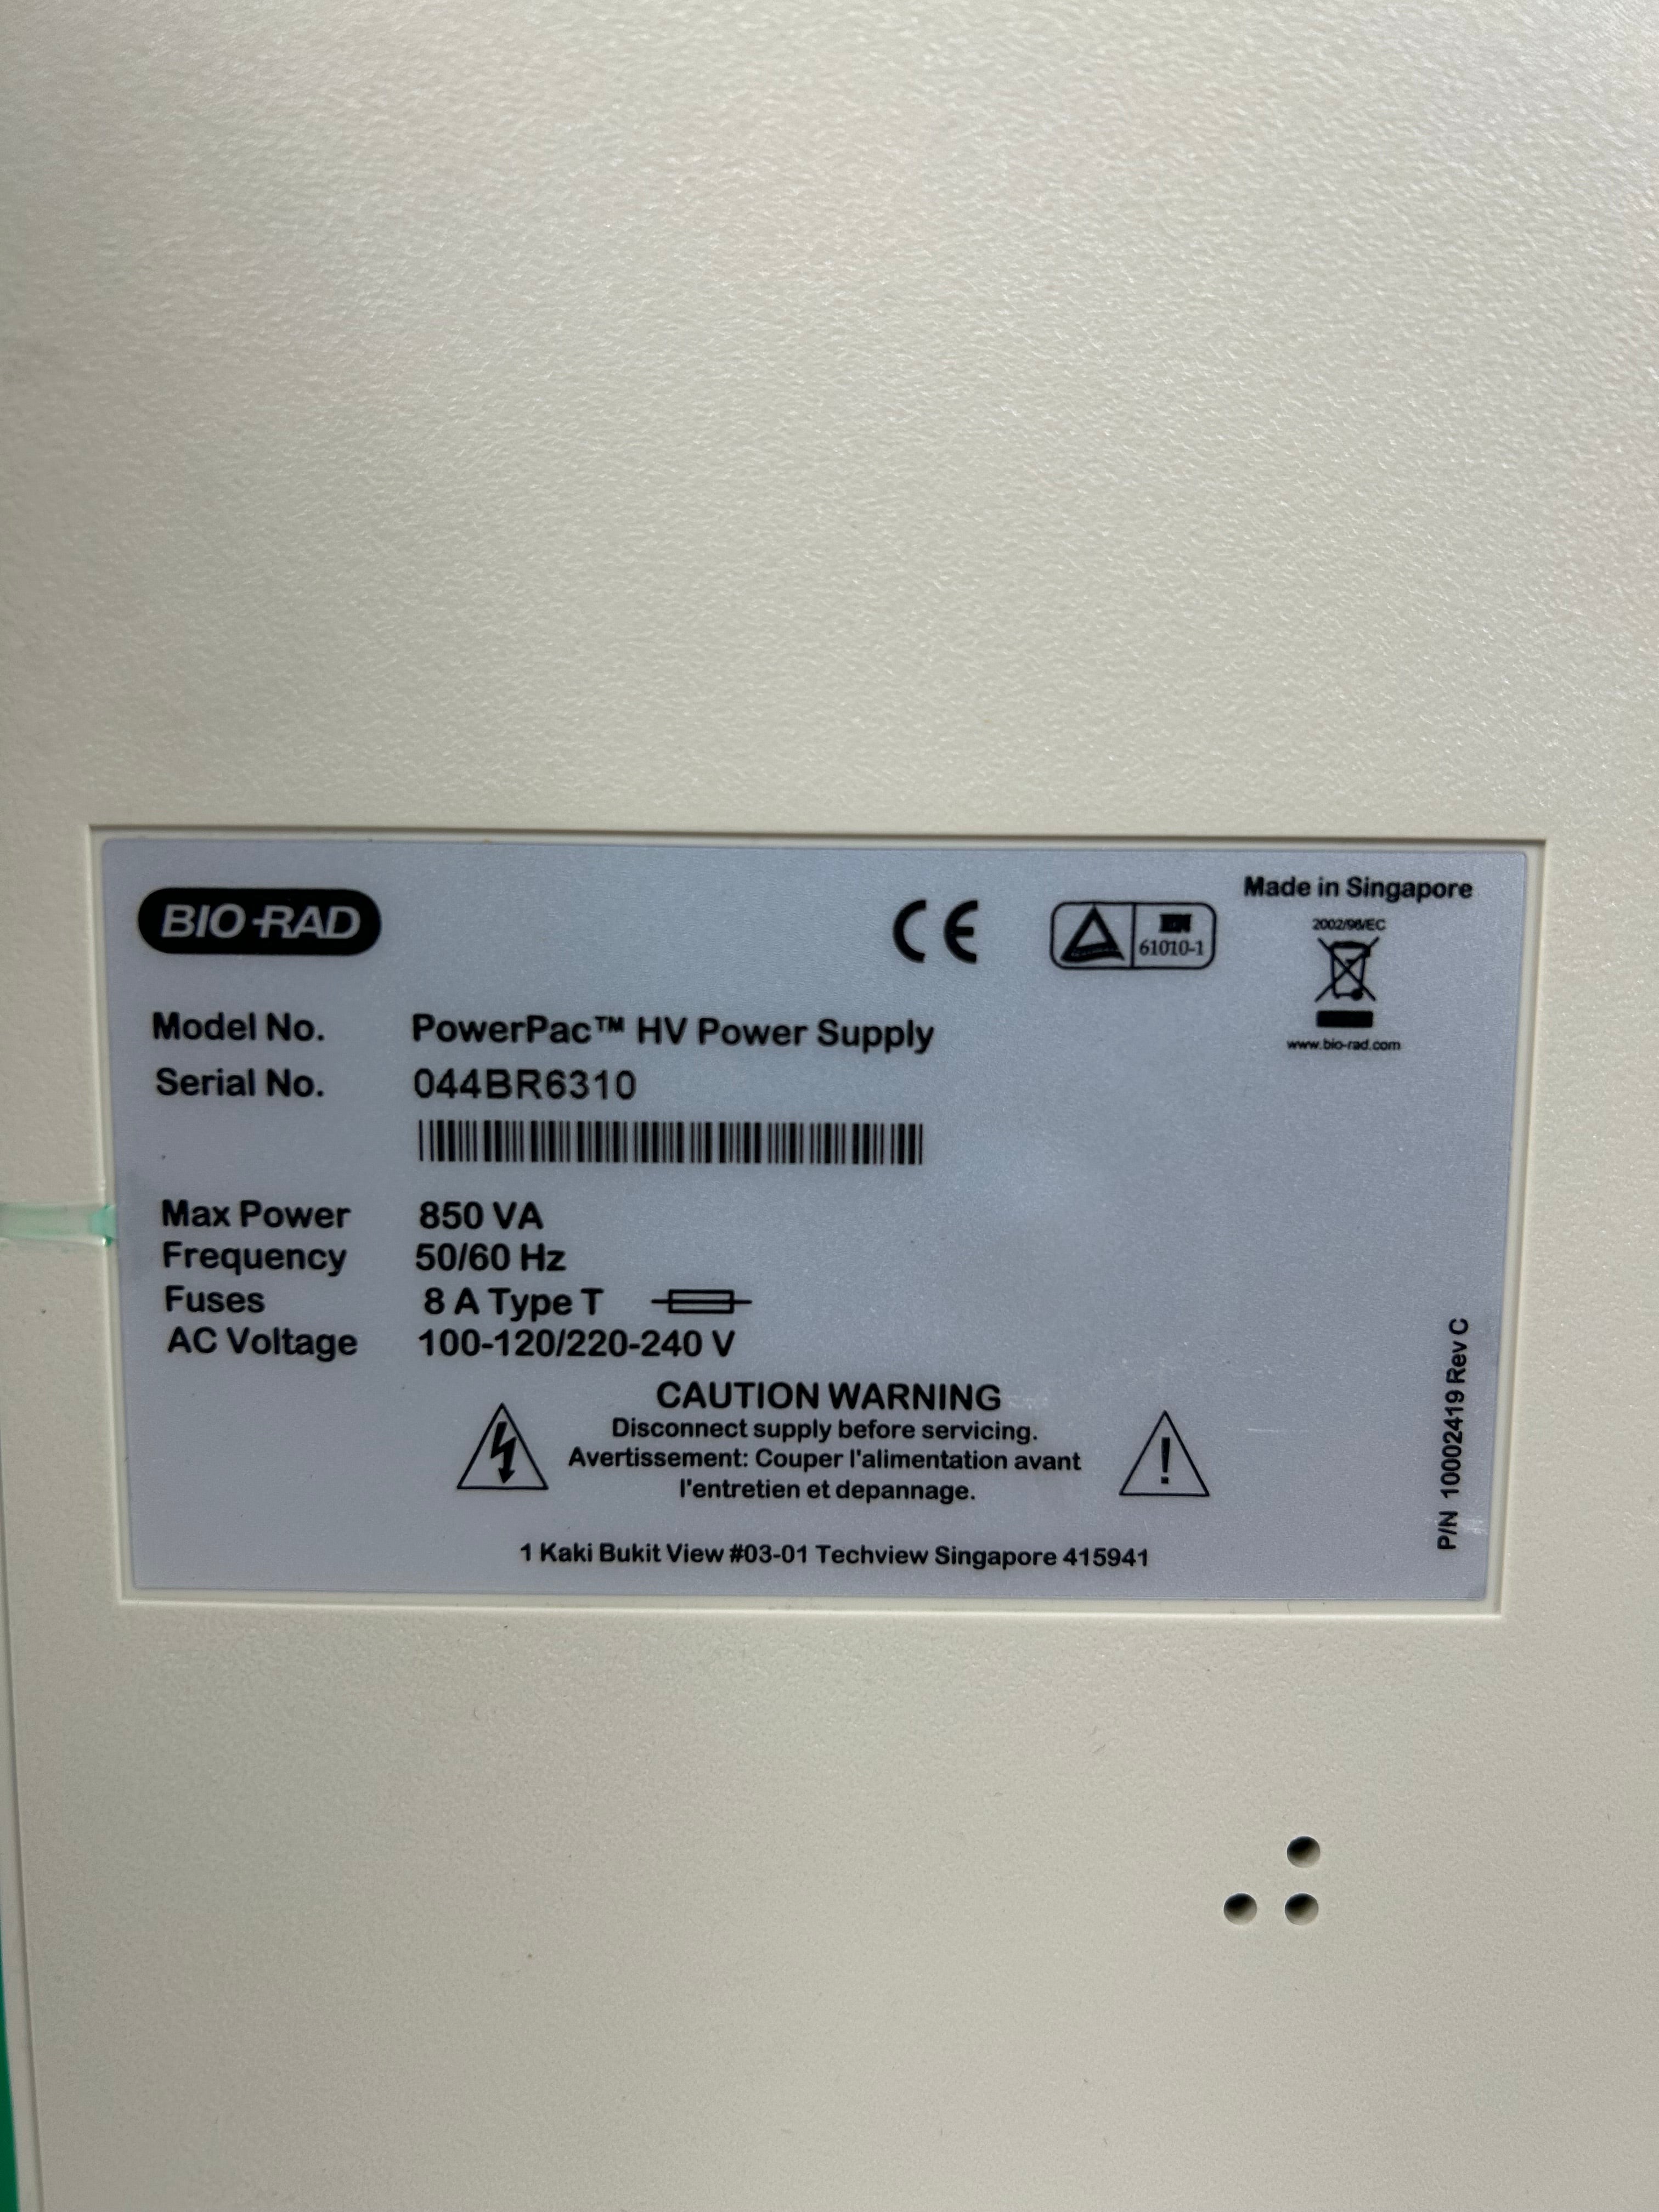 BIO-RAD
CE
EN
61010-1
Made in Singapore
2002/96/EC
www.bio-rad.com
Model No. PowerPac™ HV Power Supply
Serial No. 044BR6310
Max Power 850 VA
Frequency 50/60 Hz
Fuses 8 A Type T
AC Voltage 100-120/220-240 V
CAUTION WARNING
Disconnect supply before servicing.
Avertissement: Couper l'alimentation avant
l'entretien et depannage.
!
1 Kaki Bukit View #03-01 Techview Singapore 415941
P/N 10002419 Rev C